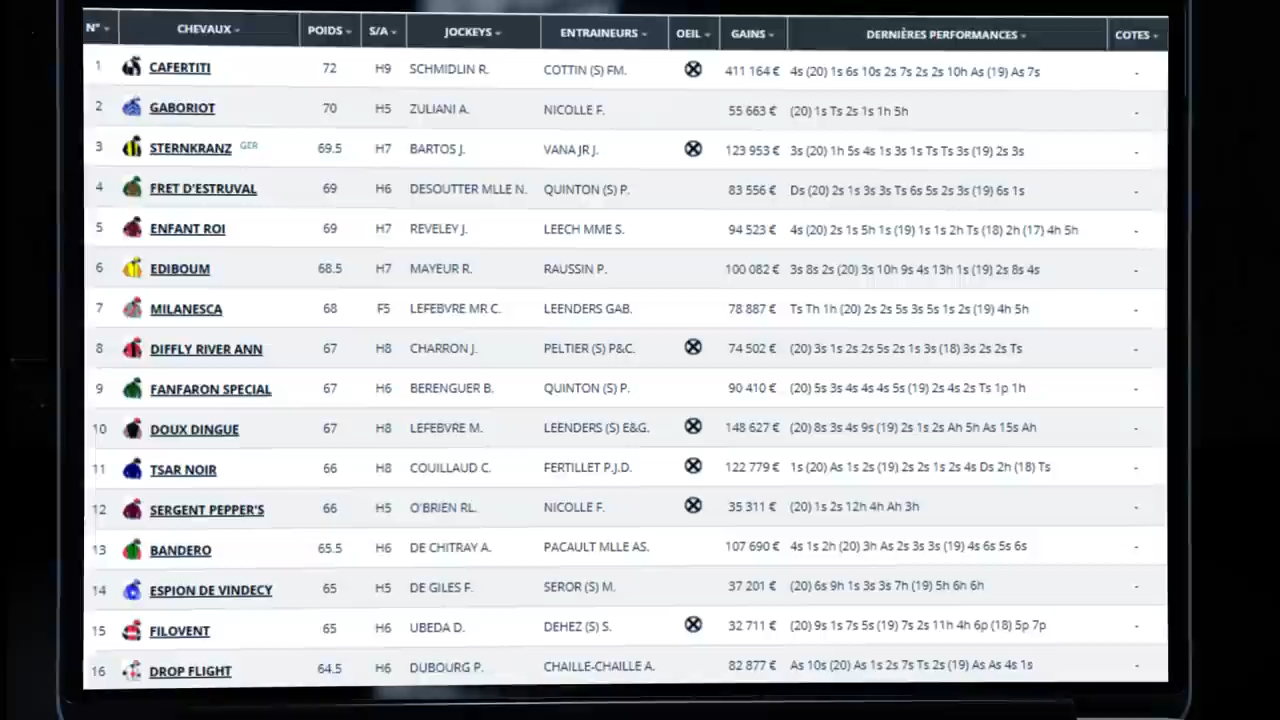 N° CHEVAUX POIDS S/A JOCKEYS ENTRAINEURS OEIL GAINS DERNIÈRES PERFORMANCES COTES
1 CAFERTITI 72 H9 SCHMIDLIN R. COTTIN (S) FM. 411 164 € 4s (20) 1s 6s 10s 2s 7s 2s 2s 10h As (19) As 7s -
2 GABORIOT 70 H5 ZULIANI A. NICOLLE F. 55 663 € (20) 1s Ts 2s 1s 1h 5h -
3 STERNKRANZ GER 69.5 H7 BARTOS J. VANA JR J. 123 953 € 3s (20) 1h 5s 4s 1s 3s 1s Ts Ts 3s (19) 2s 3s -
4 FRET D'ESTRUVAL 69 H6 DESOUTTER MLLE N. QUINTON (S) P. 83 556 € Ds (20) 2s 1s 3s 3s Ts 6s 5s 2s 3s (19) 6s 1s -
5 ENFANT ROI 69 H7 REVELEY J. LEECH MME S. 94 523 € 4s (20) 2s 1s 5h 1s (19) 1s 1s 2h Ts (18) 2h (17) 4h 5h -
6 EDIBOUM 68.5 H7 MAYEUR R. RAUSSIN P. 100 082 € 3s 8s 2s (20) 3s 10h 9s 4s 13h 1s (19) 2s 8s 4s -
7 MILANESCA 68 F5 LEFEBVRE MR C. LEENDERS GAB. 78 887 € Ts Th 1h (20) 2s 2s 5s 3s 5s 1s 2s (19) 4h 5h -
8 DIFFLY RIVER ANN 67 H8 CHARRON J. PELTIER (S) P&C. 74 502 € (20) 3s 1s 2s 2s 5s 2s 1s 3s (18) 3s 2s 2s Ts -
9 FANFARON SPECIAL 67 H6 BERENGUER B. QUINTON (S) P. 90 410 € (20) 5s 3s 4s 4s 4s 5s (19) 2s 4s 2s Ts 1p 1h -
10 DOUX DINGUE 67 H8 LEFEBVRE M. LEENDERS (S) E&G. 148 627 € (20) 8s 3s 4s 9s (19) 2s 1s 2s Ah 5h As 15s Ah -
11 TSAR NOIR 66 H8 COUILLAUD C. FERTILLET P.J.D. 122 779 € 1s (20) As 1s 2s (19) 2s 2s 1s 2s 4s Ds 2h (18) Ts -
12 SERGENT PEPPER'S 66 H5 O'BRIEN RL. NICOLLE F. 35 311 € (20) 1s 2s 12h 4h Ah 3h -
13 BANDERO 65.5 H6 DE CHITRAY A. PACAULT MLLE AS. 107 690 € 4s 1s 2h (20) 3h As 2s 3s 3s (19) 4s 6s 5s 6s -
14 ESPION DE VINDECY 65 H5 DE GILES F. SEROR (S) M. 37 201 € (20) 6s 9h 1s 3s 3s 7h (19) 5h 6h 6h -
15 FILOVENT 65 H6 UBEDA D. DEHEZ (S) S. 32 711 € (20) 9s 1s 7s 5s (19) 7s 2s 11h 4h 6p (18) 5p 7p -
16 DROP FLIGHT 64.5 H6 DUBOURG P. CHAILLE-CHAILLE A. 82 877 € As 10s (20) As 1s 2s 7s Ts 2s (19) As As 4s 1s -